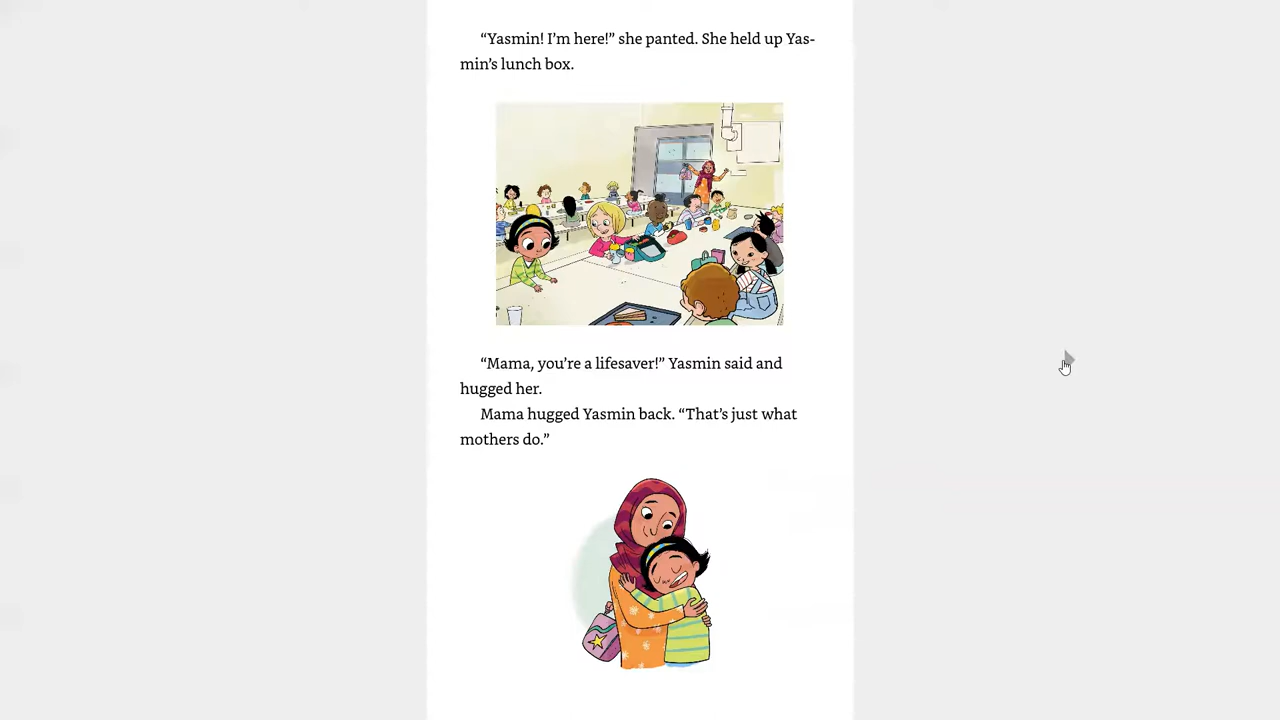 “Yasmin! I’m here!” she panted. She held up Yas-
min’s lunch box.
“Mama, you’re a lifesaver!” Yasmin said and
hugged her.
Mama hugged Yasmin back. “That’s just what
mothers do.”